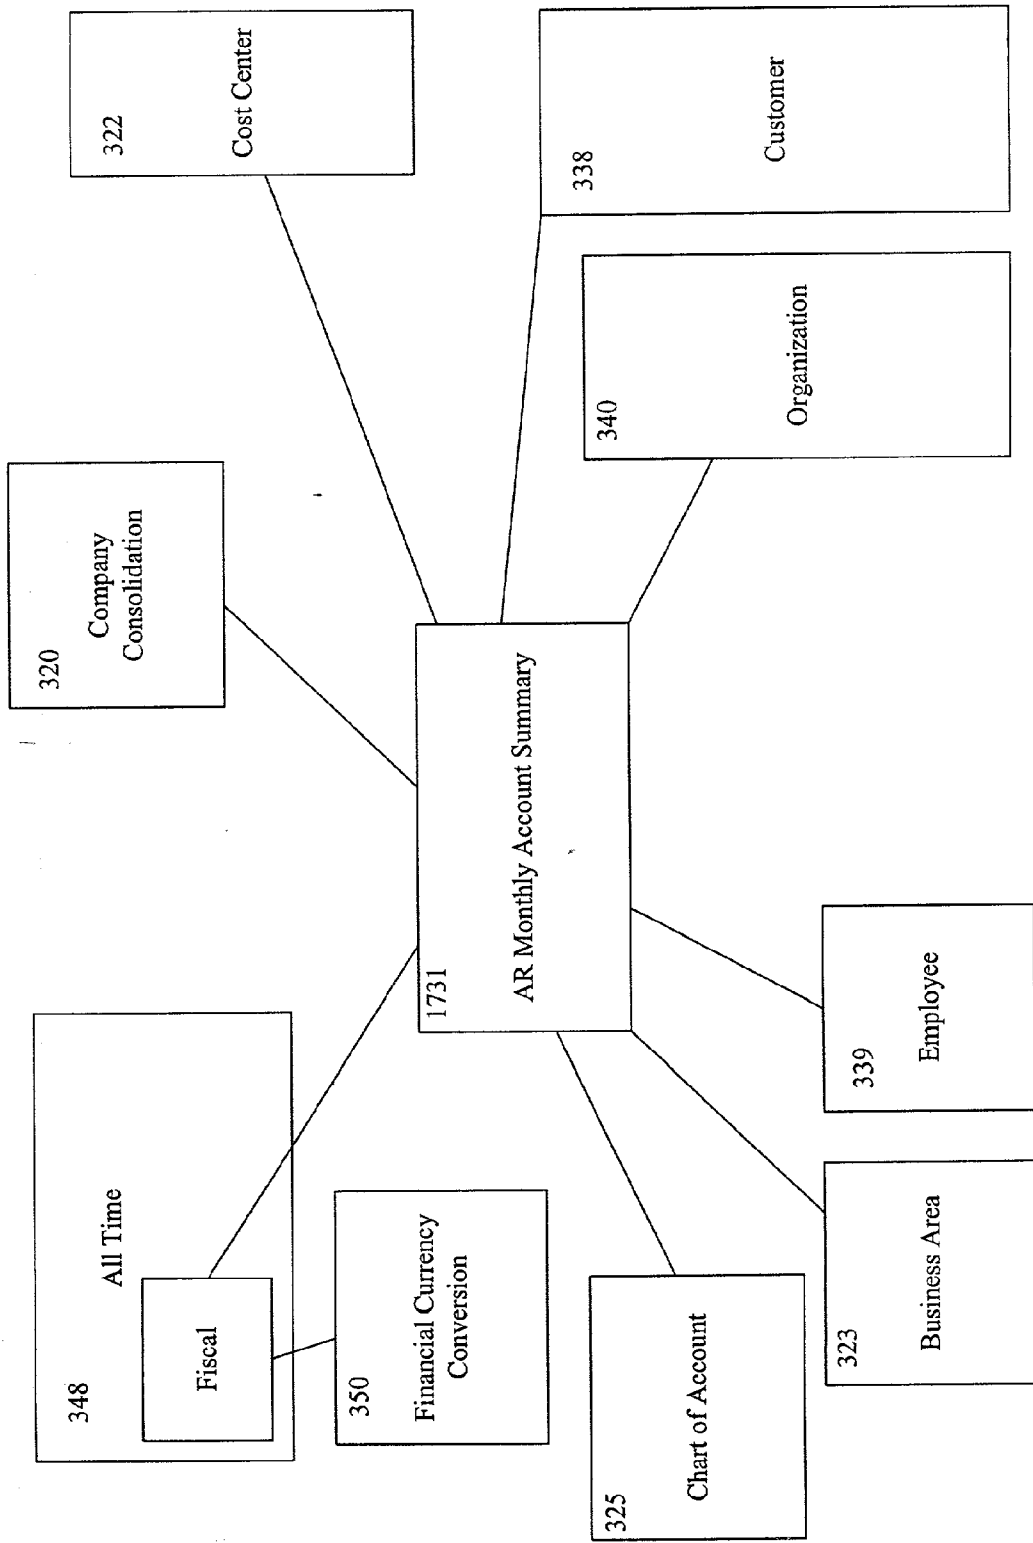 348
All Time
Fiscal
350
Financial Currency
Conversion
325
Chart of Account
323
Business Area
339
Employee
1731
AR Monthly Account Summary
320
Company
Consolidation
322
Cost Center
338
Customer
340
Organization